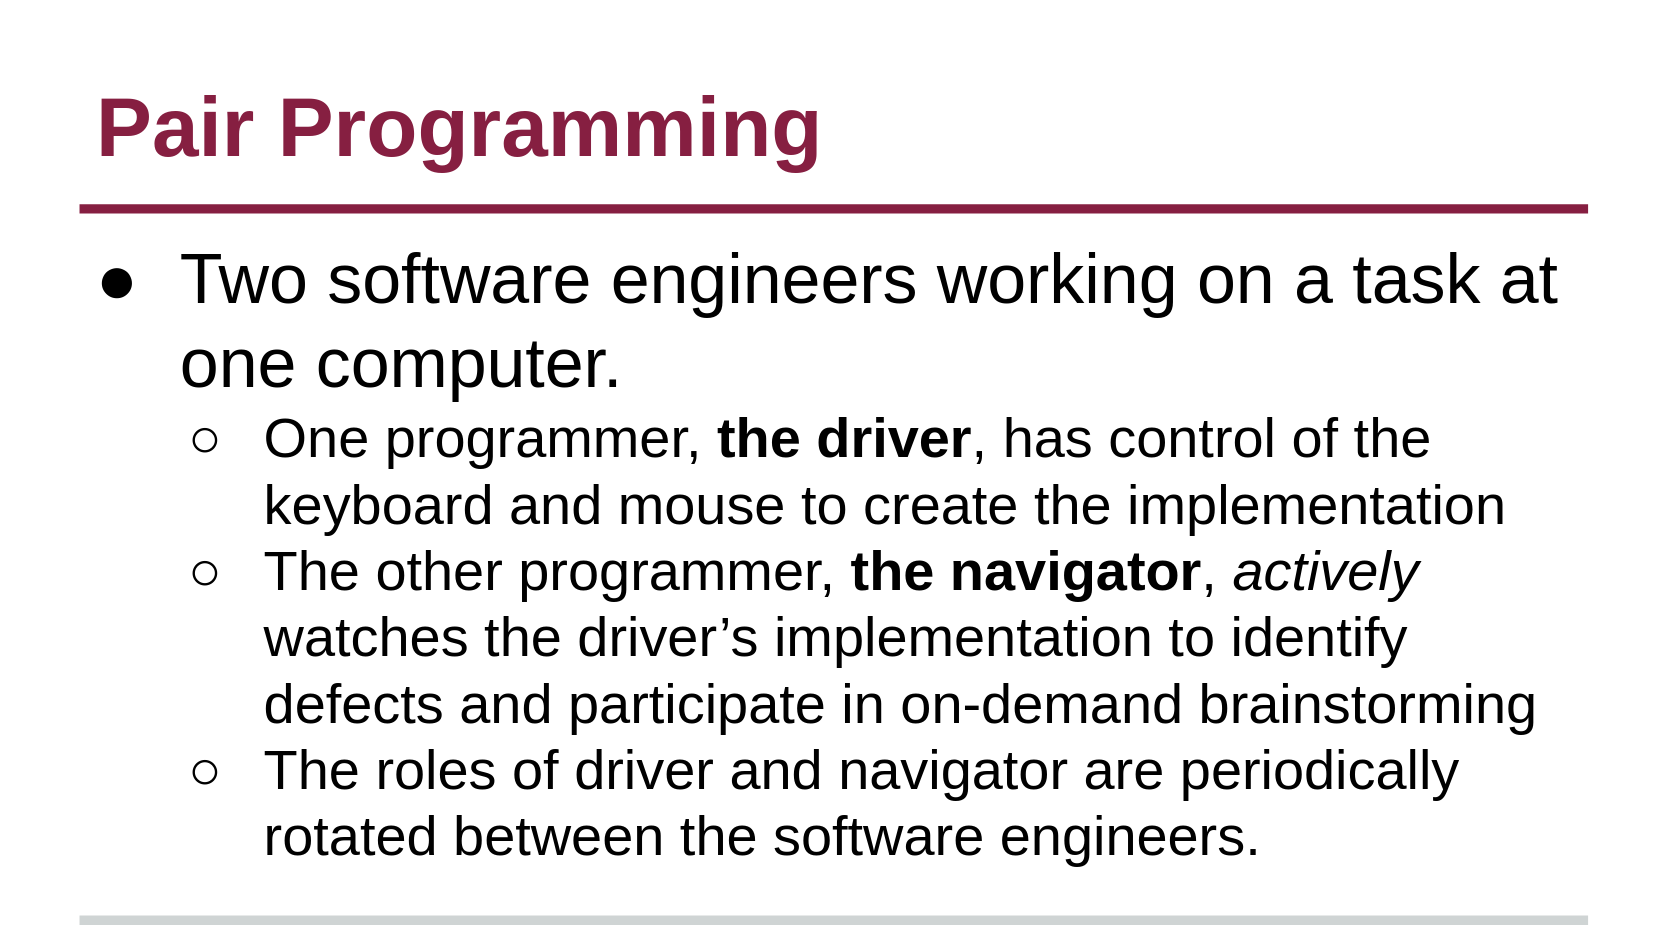 Pair Programming
● Two software engineers working on a task at
one computer.
○ One programmer, the driver, has control of the
keyboard and mouse to create the implementation
○ The other programmer, the navigator, actively
watches the driver’s implementation to identify
defects and participate in on-demand brainstorming
○ The roles of driver and navigator are periodically
rotated between the software engineers.